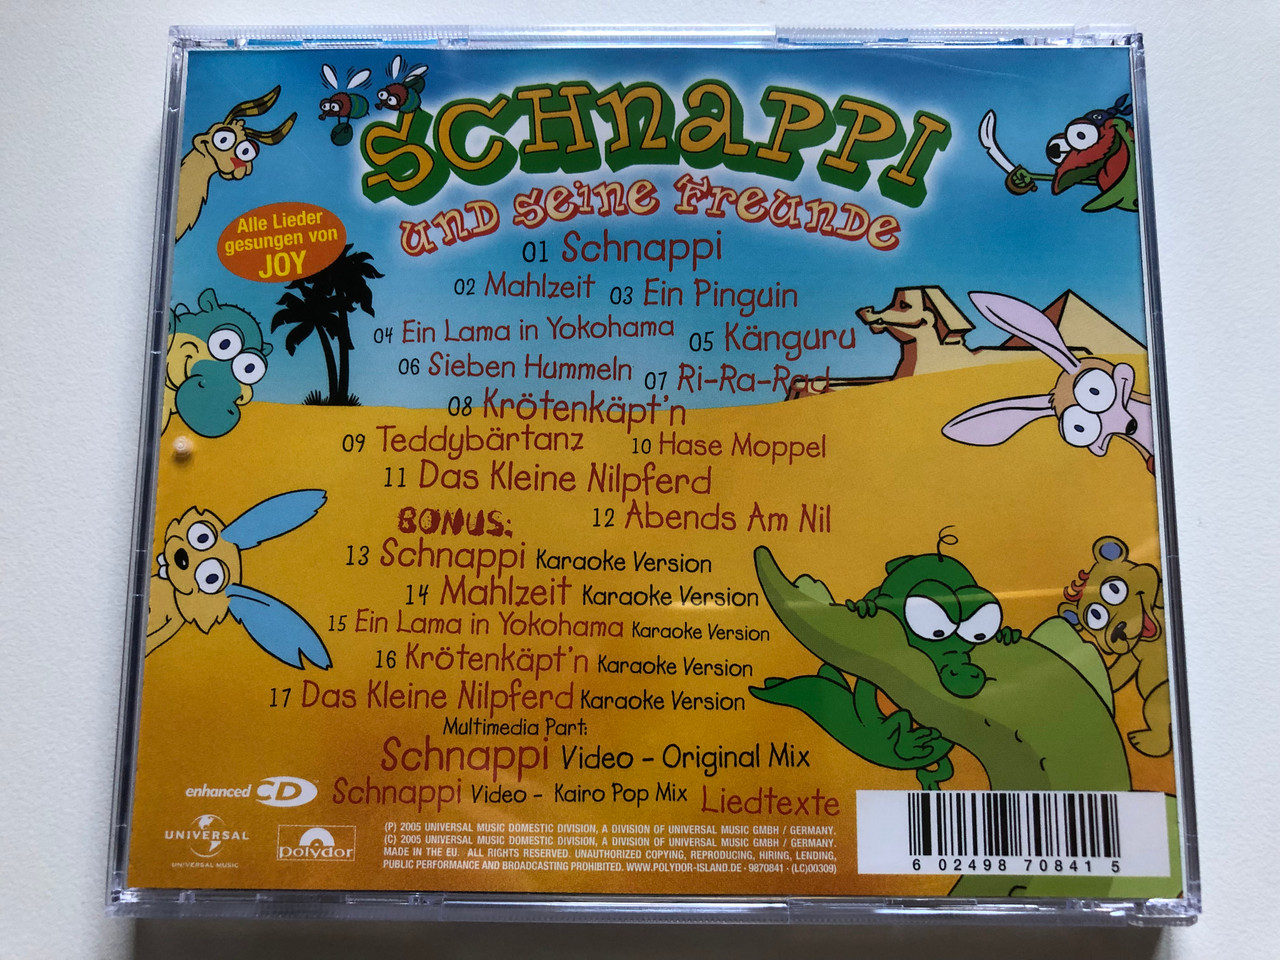 SCHnaPPI
und seine Freunde
Alle Lieder
gesungen von
JOY
01 Schnappi
02 Mahlzeit 03 Ein Pinguin
04 Ein Lama in Yokohama 05 Känguru
06 Sieben Hummeln 07 Ri-Ra-Rad
08 Krötenkäpt'n
09 Teddybärtanz 10 Hase Moppel
11 Das Kleine Nilpferd
BONUS: 12 Abends Am Nil
13 Schnappi Karaoke Version
14 Mahlzeit Karaoke Version
15 Ein Lama in Yokohama Karaoke Version
16 Krötenkäpt'n Karaoke Version
17 Das Kleine Nilpferd Karaoke Version
Multimedia Part:
Schnappi Video - Original Mix
Schnappi Video - Kairo Pop Mix Liedtexte
enhanced CD
UNIVERSAL
UNIVERSAL MUSIC
polydor
(P) 2005 UNIVERSAL MUSIC DOMESTIC DIVISION, A DIVISION OF UNIVERSAL MUSIC GMBH / GERMANY.
(C) 2005 UNIVERSAL MUSIC DOMESTIC DIVISION, A DIVISION OF UNIVERSAL MUSIC GMBH / GERMANY.
MADE IN THE EU. ALL RIGHTS RESERVED. UNAUTHORIZED COPYING, REPRODUCING, HIRING, LENDING,
PUBLIC PERFORMANCE AND BROADCASTING PROHIBITED. WWW.POLYDOR-ISLAND.DE · 9870841 · (LC)00309)
6 02498 70841 5